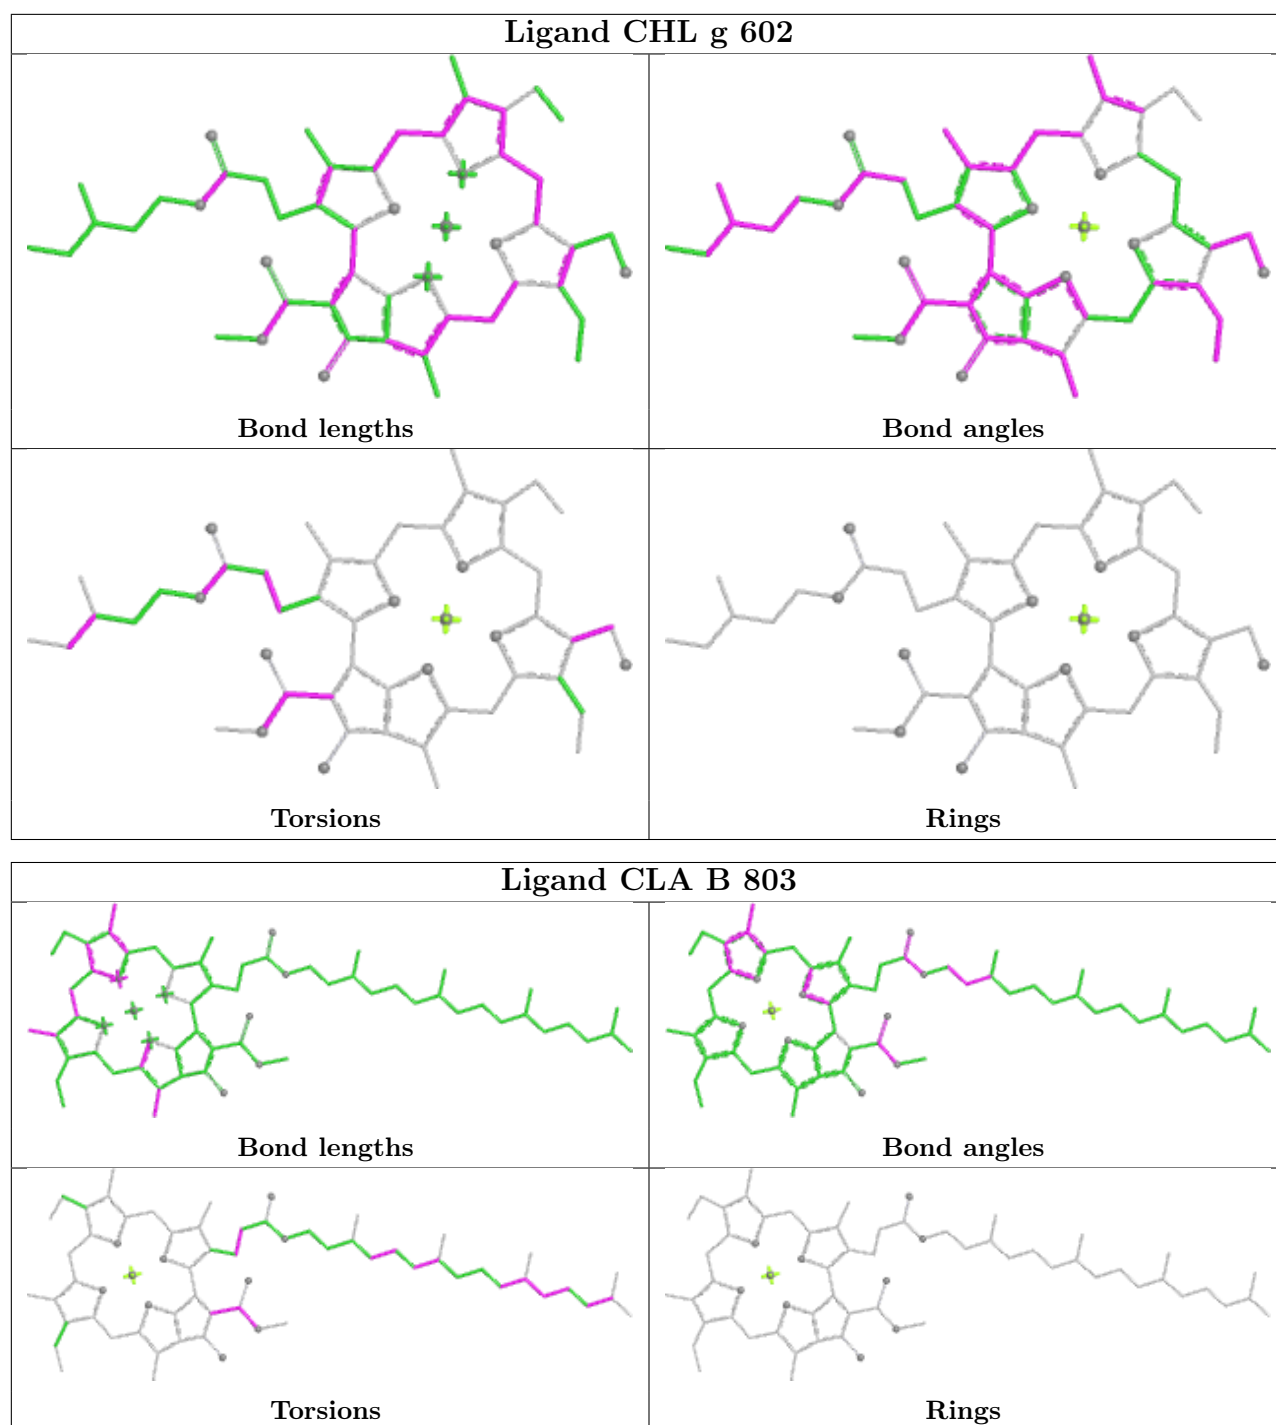 Ligand CHL g 602
Bond lengths
Bond angles
Torsions
Rings
Ligand CLA B 803
Bond lengths
Bond angles
Torsions
Rings